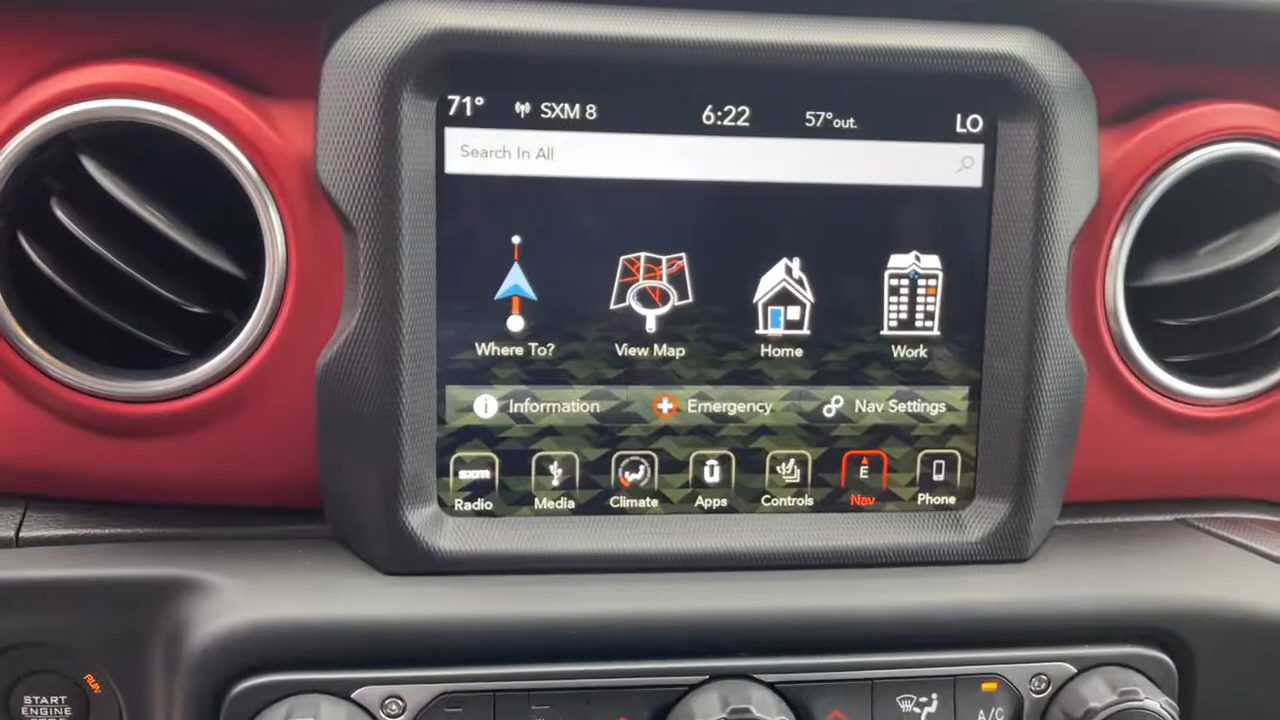 71° SXM 8 6:22 57°out. LO
Search In All
Where To? View Map Home Work
Information Emergency Nav Settings
sxm E
Radio Media Climate Apps Controls Nav Phone
RUN
START
ENGINE
A/C